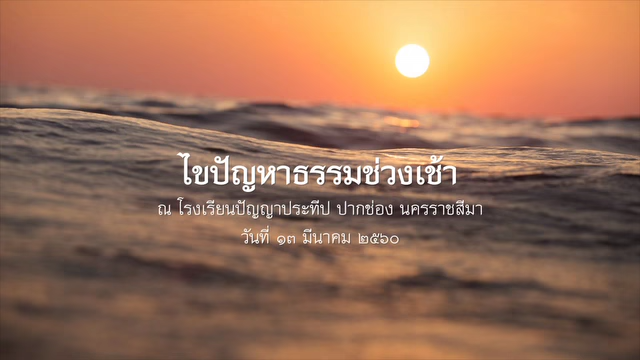 ไขปัญหาธรรมช่วงเช้า
ณ โรงเรียนปัญญาประทีป ปากช่อง นครราชสีมา
วันที่ ๑๓ มีนาคม ๒๕๖๐